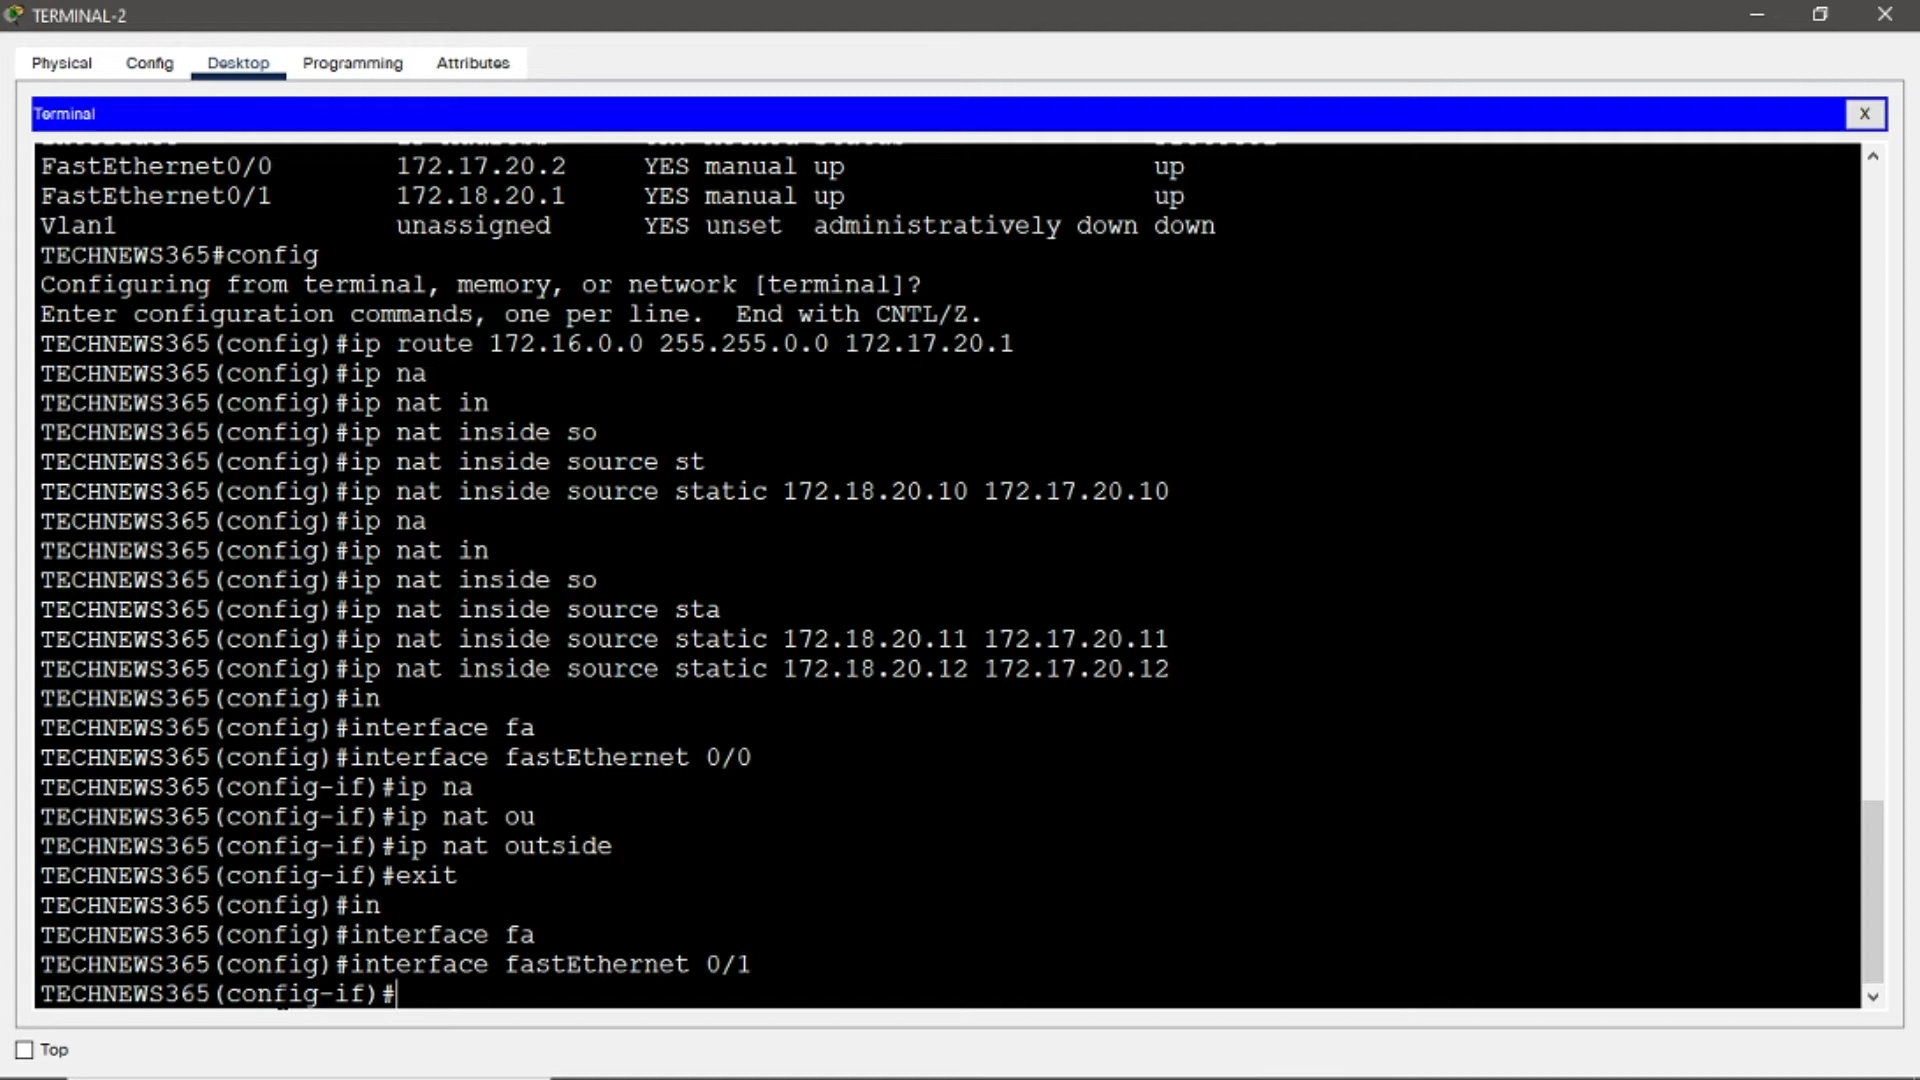 TERMINAL-2
Physical Config Desktop Programming Attributes
Terminal X
FastEthernet0/0 172.17.20.2 YES manual up up
FastEthernet0/1 172.18.20.1 YES manual up up
Vlan1 unassigned YES unset administratively down down
TECHNEWS365#config
Configuring from terminal, memory, or network [terminal]?
Enter configuration commands, one per line. End with CNTL/Z.
TECHNEWS365(config)#ip route 172.16.0.0 255.255.0.0 172.17.20.1
TECHNEWS365(config)#ip na
TECHNEWS365(config)#ip nat in
TECHNEWS365(config)#ip nat inside so
TECHNEWS365(config)#ip nat inside source st
TECHNEWS365(config)#ip nat inside source static 172.18.20.10 172.17.20.10
TECHNEWS365(config)#ip na
TECHNEWS365(config)#ip nat in
TECHNEWS365(config)#ip nat inside so
TECHNEWS365(config)#ip nat inside source sta
TECHNEWS365(config)#ip nat inside source static 172.18.20.11 172.17.20.11
TECHNEWS365(config)#ip nat inside source static 172.18.20.12 172.17.20.12
TECHNEWS365(config)#in
TECHNEWS365(config)#interface fa
TECHNEWS365(config)#interface fastEthernet 0/0
TECHNEWS365(config-if)#ip na
TECHNEWS365(config-if)#ip nat ou
TECHNEWS365(config-if)#ip nat outside
TECHNEWS365(config-if)#exit
TECHNEWS365(config)#in
TECHNEWS365(config)#interface fa
TECHNEWS365(config)#interface fastEthernet 0/1
TECHNEWS365(config-if)#
Top